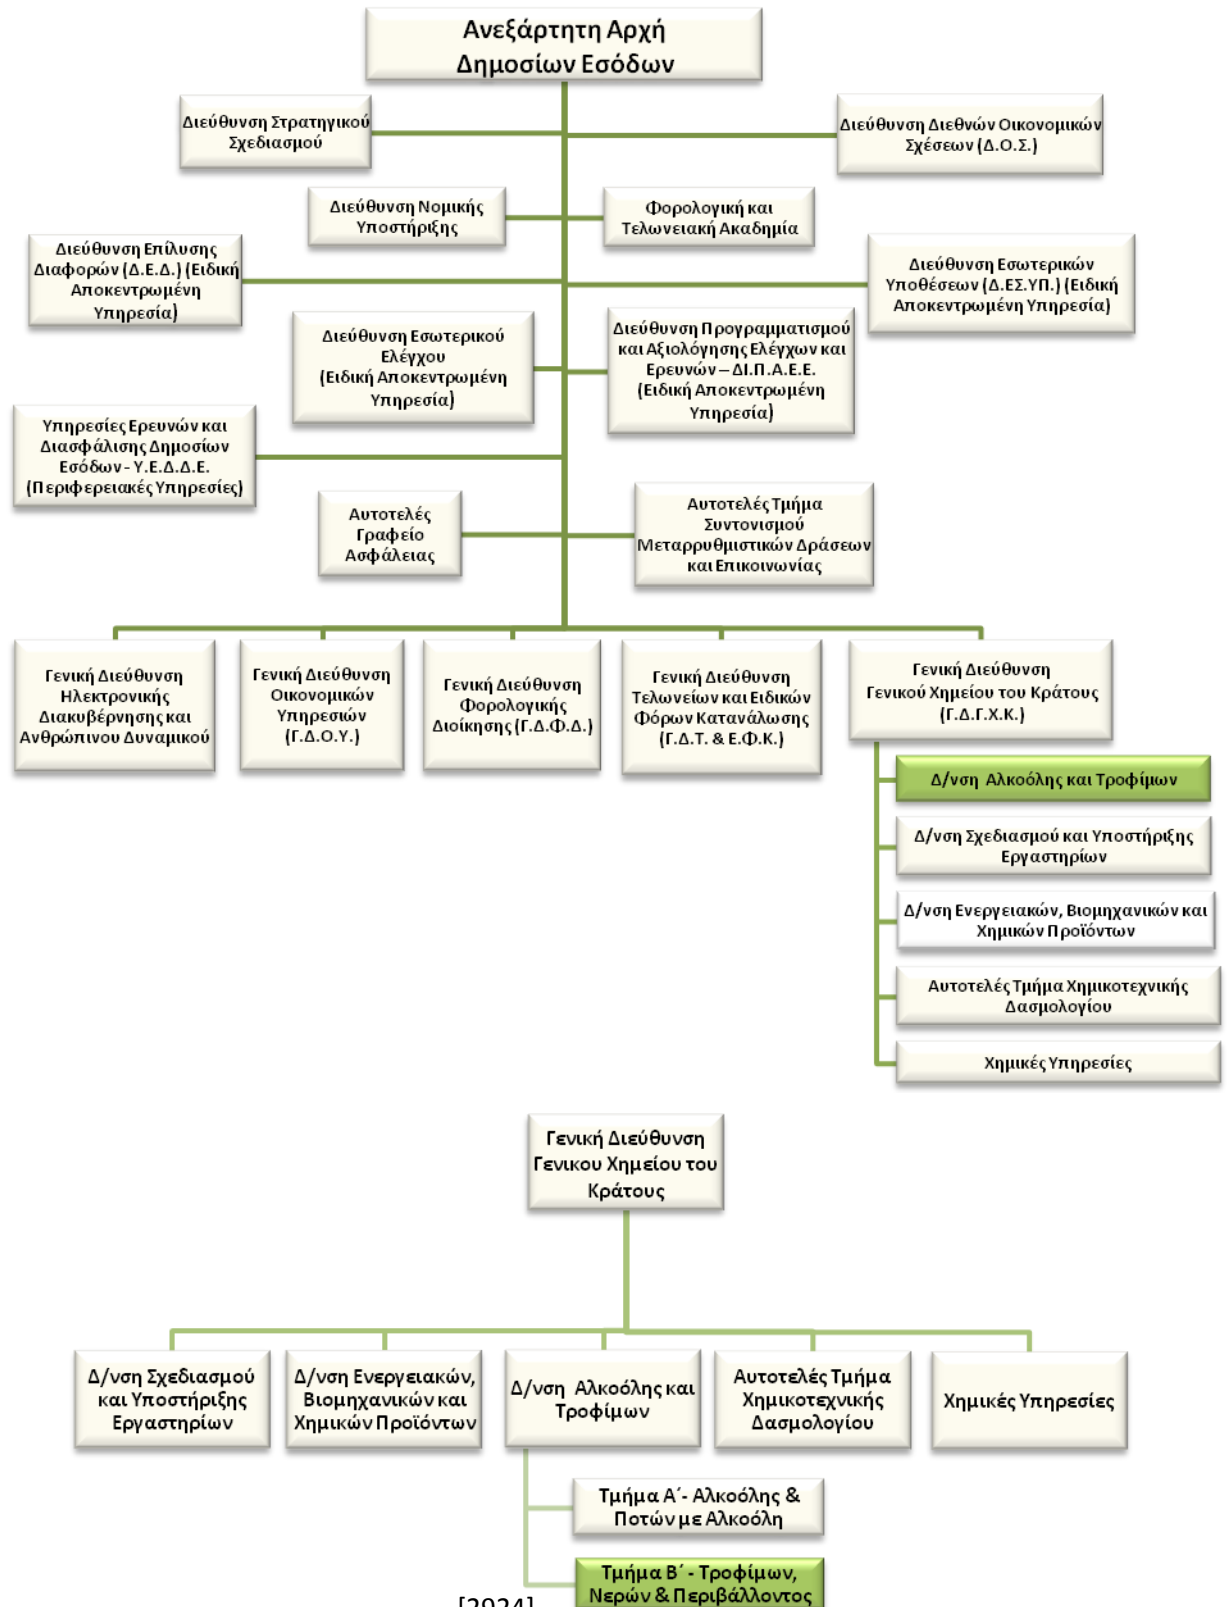 Ανεξάρτητη Αρχή
Δημοσίων Εσόδων
Διεύθυνση Στρατηγικού
Σχεδιασμού
Διεύθυνση Διεθνών Οικονομικών
Σχέσεων (Δ.Ο.Σ.)
Διεύθυνση Νομικής
Υποστήριξης
Φορολογική και
Τελωνειακή Ακαδημία
Διεύθυνση Επίλυσης
Διαφορών (Δ.Ε.Δ.) (Ειδική
Αποκεντρωμένη
Υπηρεσία)
Διεύθυνση Εσωτερικών
Υποθέσεων (Δ.ΕΣ.ΥΠ.) (Ειδική
Αποκεντρωμένη Υπηρεσία)
Διεύθυνση Εσωτερικού
Ελέγχου
(Ειδική Αποκεντρωμένη
Υπηρεσία)
Διεύθυνση Προγραμματισμού
και Αξιολόγησης Ελέγχων και
Ερευνών – ΔΙ.Π.Α.Ε.Ε.
(Ειδική Αποκεντρωμένη
Υπηρεσία)
Υπηρεσίες Ερευνών και
Διασφάλισης Δημοσίων
Εσόδων - Υ.Ε.Δ.Δ.Ε.
(Περιφερειακές Υπηρεσίες)
Αυτοτελές
Γραφείο
Ασφάλειας
Αυτοτελές Τμήμα
Συντονισμού
Μεταρρυθμιστικών Δράσεων
και Επικοινωνίας
Γενική Διεύθυνση
Ηλεκτρονικής
Διακυβέρνησης και
Ανθρώπινου Δυναμικού
Γενική Διεύθυνση
Οικονομικών
Υπηρεσιών
(Γ.Δ.Ο.Υ.)
Γενική Διεύθυνση
Φορολογικής
Διοίκησης (Γ.Δ.Φ.Δ.)
Γενική Διεύθυνση
Τελωνείων και Ειδικών
Φόρων Κατανάλωσης
(Γ.Δ.Τ. & Ε.Φ.Κ.)
Γενική Διεύθυνση
Γενικού Χημείου του Κράτους
(Γ.Δ.Γ.Χ.Κ.)
Δ/νση Αλκοόλης και Τροφίμων
Δ/νση Σχεδιασμού και Υποστήριξης
Εργαστηρίων
Δ/νση Ενεργειακών, Βιομηχανικών και
Χημικών Προϊόντων
Αυτοτελές Τμήμα Χημικοτεχνικής
Δασμολογίου
Χημικές Υπηρεσίες
Γενική Διεύθυνση
Γενικου Χημείου του
Κράτους
Δ/νση Σχεδιασμού
και Υποστήριξης
Εργαστηρίων
Δ/νση Ενεργειακών,
Βιομηχανικών και
Χημικών Προϊόντων
Δ/νση Αλκοόλης και
Τροφίμων
Αυτοτελές Τμήμα
Χημικοτεχνικής
Δασμολογίου
Χημικές Υπηρεσίες
Τμήμα Α΄- Αλκοόλης &
Ποτών με Αλκοόλη
Τμήμα Β΄ - Τροφίμων,
Νερών & Περιβάλλοντος
[2924]